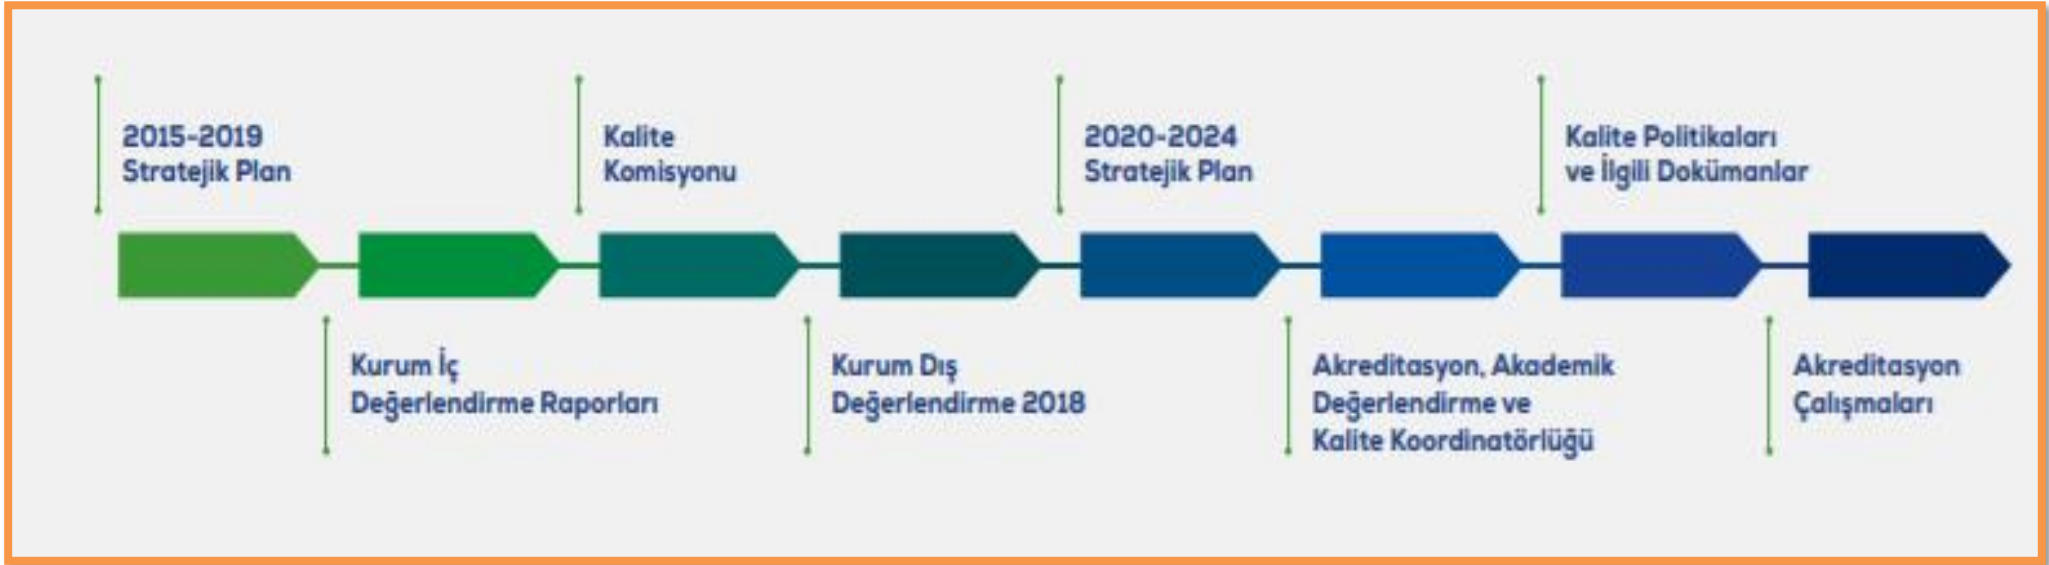 2015-2019
Stratejik Plan
Kurum İç
Değerlendirme Raporları
Kalite
Komisyonu
Kurum Dış
Değerlendirme 2018
2020-2024
Stratejik Plan
Akreditasyon, Akademik
Değerlendirme ve
Kalite Koordinatörlüğü
Kalite Politikaları
ve İlgili Dokümanlar
Akreditasyon
Çalışmaları